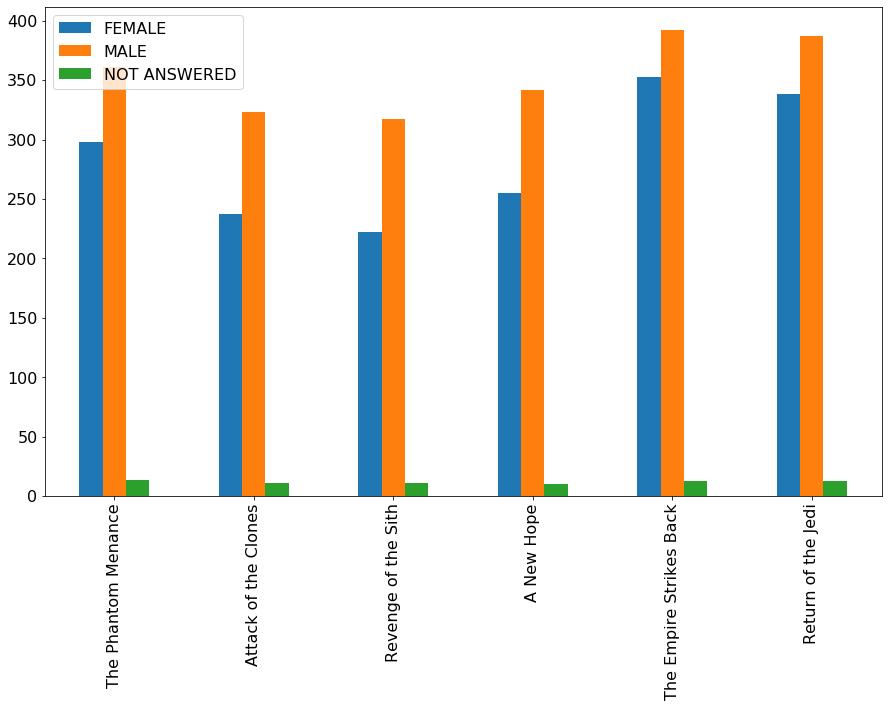 FEMALE
MALE
NOT ANSWERED
400
350
300
250
200
150
100
50
0
The Phantom Menance
Attack of the Clones
Revenge of the Sith
A New Hope
The Empire Strikes Back
Return of the Jedi